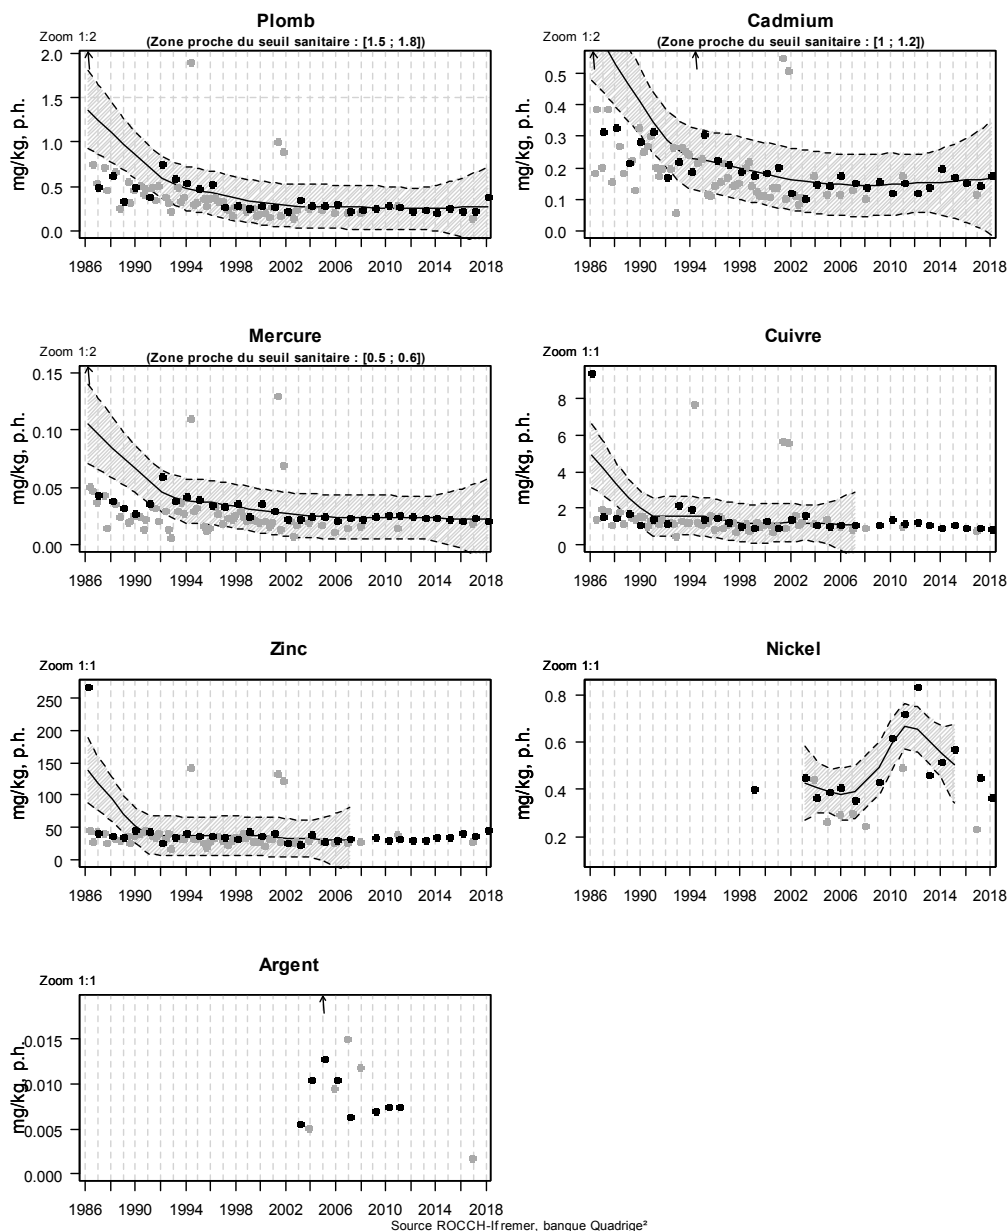 Plomb
Zoom 1:2
(Zone proche du seuil sanitaire : [1.5 ; 1.8])
mg/kg, p.h.
2.0
1.5
1.0
0.5
0.0
1986 1990 1994 1998 2002 2006 2010 2014 2018
Cadmium
Zoom 1:2
(Zone proche du seuil sanitaire : [1 ; 1.2])
mg/kg, p.h.
0.5
0.4
0.3
0.2
0.1
0.0
1986 1990 1994 1998 2002 2006 2010 2014 2018
Mercure
Zoom 1:2
(Zone proche du seuil sanitaire : [0.5 ; 0.6])
mg/kg, p.h.
0.15
0.10
0.05
0.00
1986 1990 1994 1998 2002 2006 2010 2014 2018
Cuivre
Zoom 1:1
mg/kg, p.h.
8
6
4
2
0
1986 1990 1994 1998 2002 2006 2010 2014 2018
Zinc
Zoom 1:1
mg/kg, p.h.
250
200
150
100
50
0
1986 1990 1994 1998 2002 2006 2010 2014 2018
Nickel
Zoom 1:1
mg/kg, p.h.
0.8
0.6
0.4
0.2
1986 1990 1994 1998 2002 2006 2010 2014 2018
Argent
Zoom 1:1
mg/kg, p.h.
0.015
0.010
0.005
0.000
1986 1990 1994 1998 2002 2006 2010 2014 2018
Source ROCCH-Ifremer, banque Quadrige²